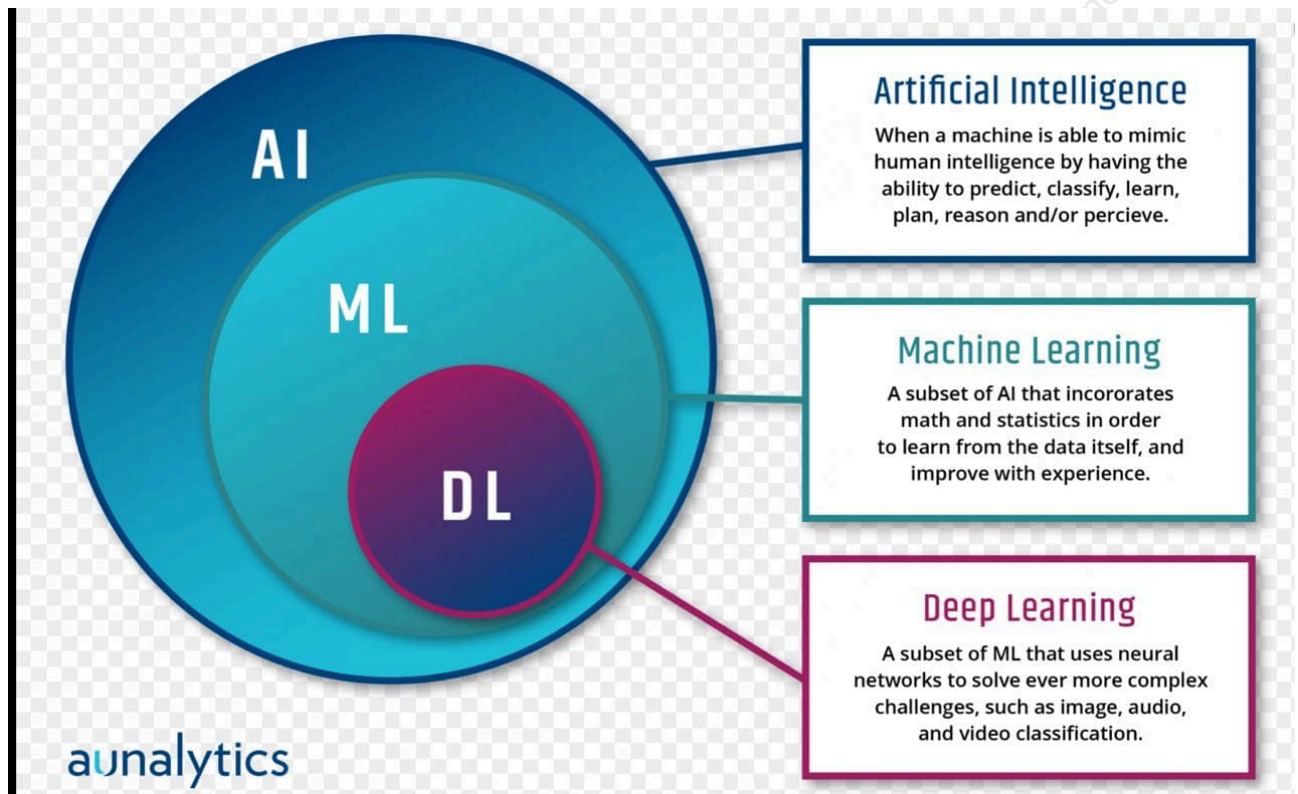 AI
ML
DL
Artificial Intelligence
When a machine is able to mimic
human intelligence by having the
ability to predict, classify, learn,
plan, reason and/or percieve.
Machine Learning
A subset of AI that incororates
math and statistics in order
to learn from the data itself, and
improve with experience.
Deep Learning
A subset of ML that uses neural
networks to solve ever more complex
challenges, such as image, audio,
and video classification.
aunalytics